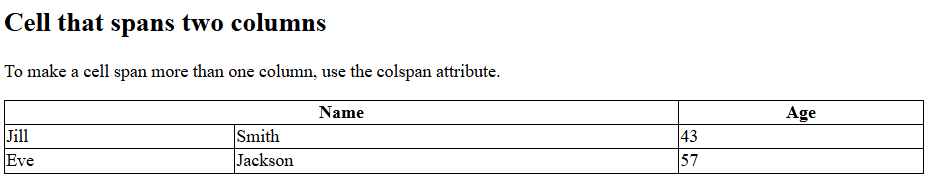 Cell that spans two columns
To make a cell span more than one column, use the colspan attribute.
Name Age
Jill Smith 43
Eve Jackson 57